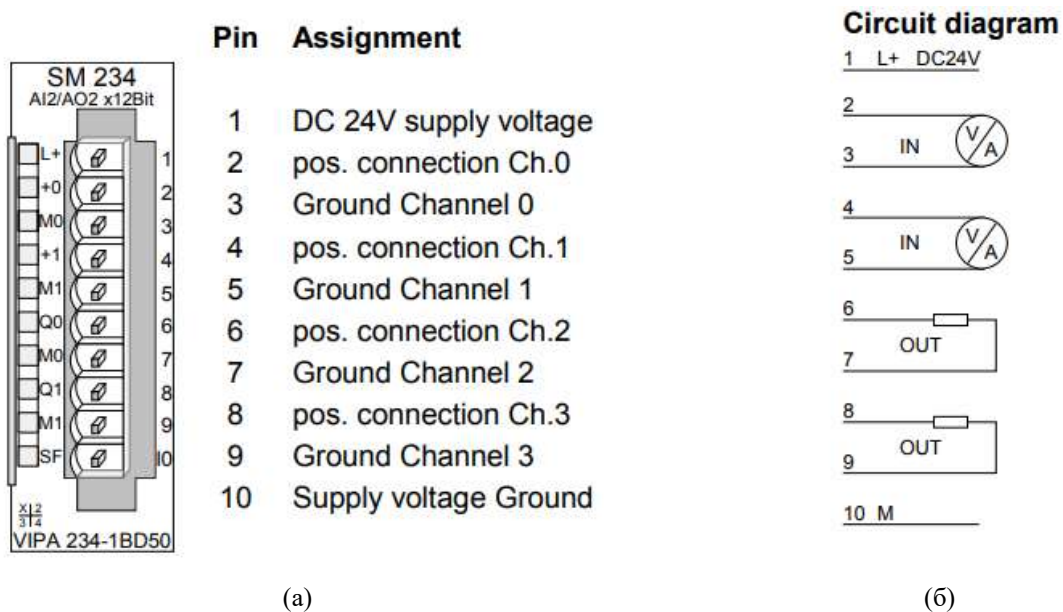 SM 234
AI2/AO2 x12Bit
L+ 1
+0 2
M0 3
+1 4
M1 5
Q0 6
M0 7
Q1 8
M1 9
SF 10
X 2
3 4
VIPA 234-1BD50
Pin Assignment
1 DC 24V supply voltage
2 pos. connection Ch.0
3 Ground Channel 0
4 pos. connection Ch.1
5 Ground Channel 1
6 pos. connection Ch.2
7 Ground Channel 2
8 pos. connection Ch.3
9 Ground Channel 3
10 Supply voltage Ground
Circuit diagram
1 L+ DC24V
2
IN V/A
3
4
IN V/A
5
6
OUT
7
8
OUT
9
10 M
(a)
(б)